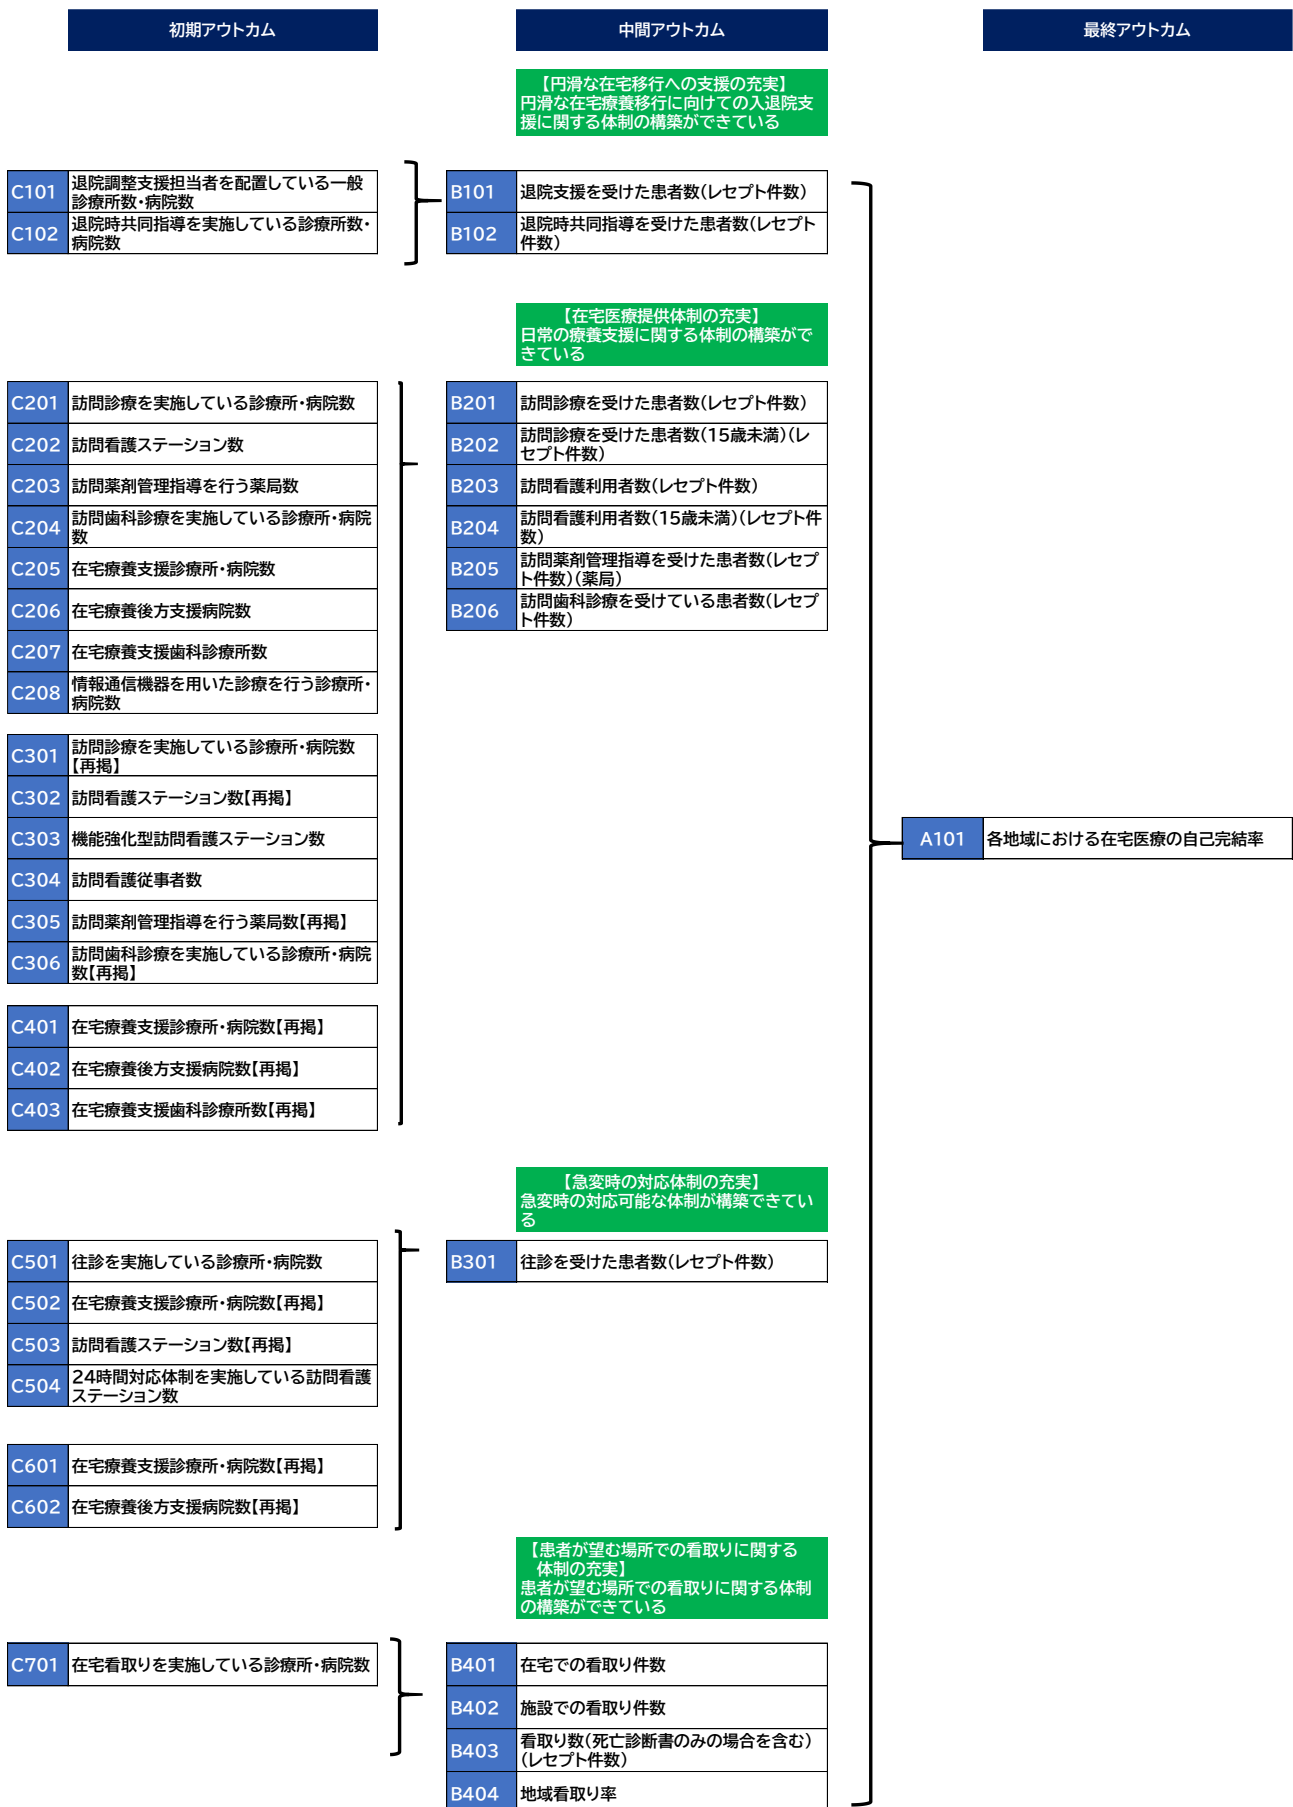 初期アウトカム
中間アウトカム
最終アウトカム
【円滑な在宅移行への支援の充実】
円滑な在宅療養移行に向けての入退院支
援に関する体制の構築ができている
C101
退院調整支援担当者を配置している一般
診療所数・病院数
C102
退院時共同指導を実施している診療所数・
病院数
B101
退院支援を受けた患者数(レセプト件数)
B102
退院時共同指導を受けた患者数(レセプト
件数)
【在宅医療提供体制の充実】
日常の療養支援に関する体制の構築がで
きている
C201
訪問診療を実施している診療所・病院数
C202
訪問看護ステーション数
C203
訪問薬剤管理指導を行う薬局数
C204
訪問歯科診療を実施している診療所・病院
数
C205
在宅療養支援診療所・病院数
C206
在宅療養後方支援病院数
C207
在宅療養支援歯科診療所数
C208
情報通信機器を用いた診療を行う診療所・
病院数
B201
訪問診療を受けた患者数(レセプト件数)
B202
訪問診療を受けた患者数(15歳未満)(レ
セプト件数)
B203
訪問看護利用者数(レセプト件数)
B204
訪問看護利用者数(15歳未満)(レセプト件
数)
B205
訪問薬剤管理指導を受けた患者数(レセプ
ト件数)(薬局)
B206
訪問歯科診療を受けている患者数(レセプ
ト件数)
C301
訪問診療を実施している診療所・病院数
【再掲】
C302
訪問看護ステーション数【再掲】
C303
機能強化型訪問看護ステーション数
C304
訪問看護従事者数
C305
訪問薬剤管理指導を行う薬局数【再掲】
C306
訪問歯科診療を実施している診療所・病院
数【再掲】
A101
各地域における在宅医療の自己完結率
C401
在宅療養支援診療所・病院数【再掲】
C402
在宅療養後方支援病院数【再掲】
C403
在宅療養支援歯科診療所数【再掲】
【急変時の対応体制の充実】
急変時の対応可能な体制が構築できてい
る
C501
往診を実施している診療所・病院数
C502
在宅療養支援診療所・病院数【再掲】
C503
訪問看護ステーション数【再掲】
C504
24時間対応体制を実施している訪問看護
ステーション数
B301
往診を受けた患者数(レセプト件数)
C601
在宅療養支援診療所・病院数【再掲】
C602
在宅療養後方支援病院数【再掲】
【患者が望む場所での看取りに関する
体制の充実】
患者が望む場所での看取りに関する体制
の構築ができている
C701
在宅看取りを実施している診療所・病院数
B401
在宅での看取り件数
B402
施設での看取り件数
B403
看取り数(死亡診断書のみの場合を含む)
(レセプト件数)
B404
地域看取り率